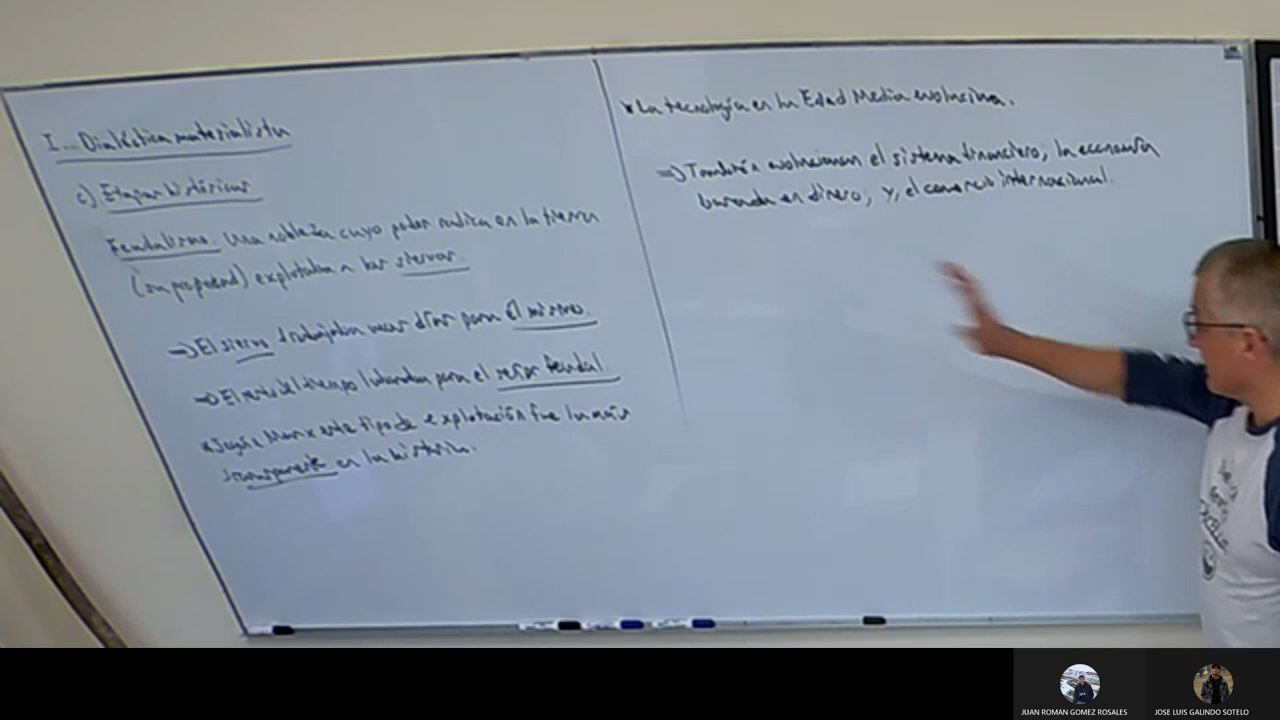 I.- Dialéctica materialista
c) Etapas históricas
Feudalismo. Una nobleza cuyo poder radica en la tierra
(su propiedad) explotaba a los siervos.
=> El siervo trabajaba unos días para él mismo.
=> El resto del tiempo laboraba para el señor feudal
* Según Marx este tipo de explotación fue la más
transparente en la historia.
* La tecnología en la Edad Media evoluciona.
=> También evolucionan el sistema financiero; la economía
basada en dinero; y, el comercio internacional.
JUAN ROMAN GOMEZ ROSALES
JOSE LUIS GALINDO SOTELO